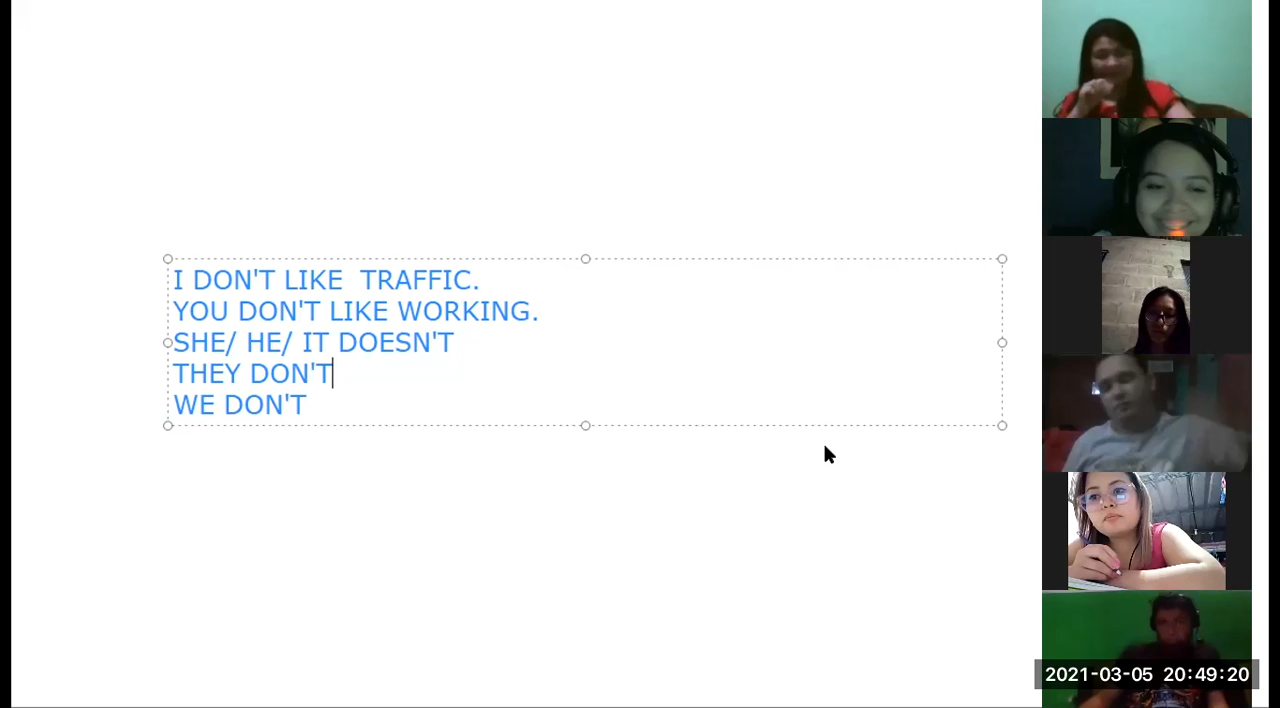 I DON'T LIKE  TRAFFIC.
YOU DON'T LIKE WORKING.
SHE/ HE/ IT DOESN'T
THEY DON'T
WE DON'T
2021-03-05  20:49:20